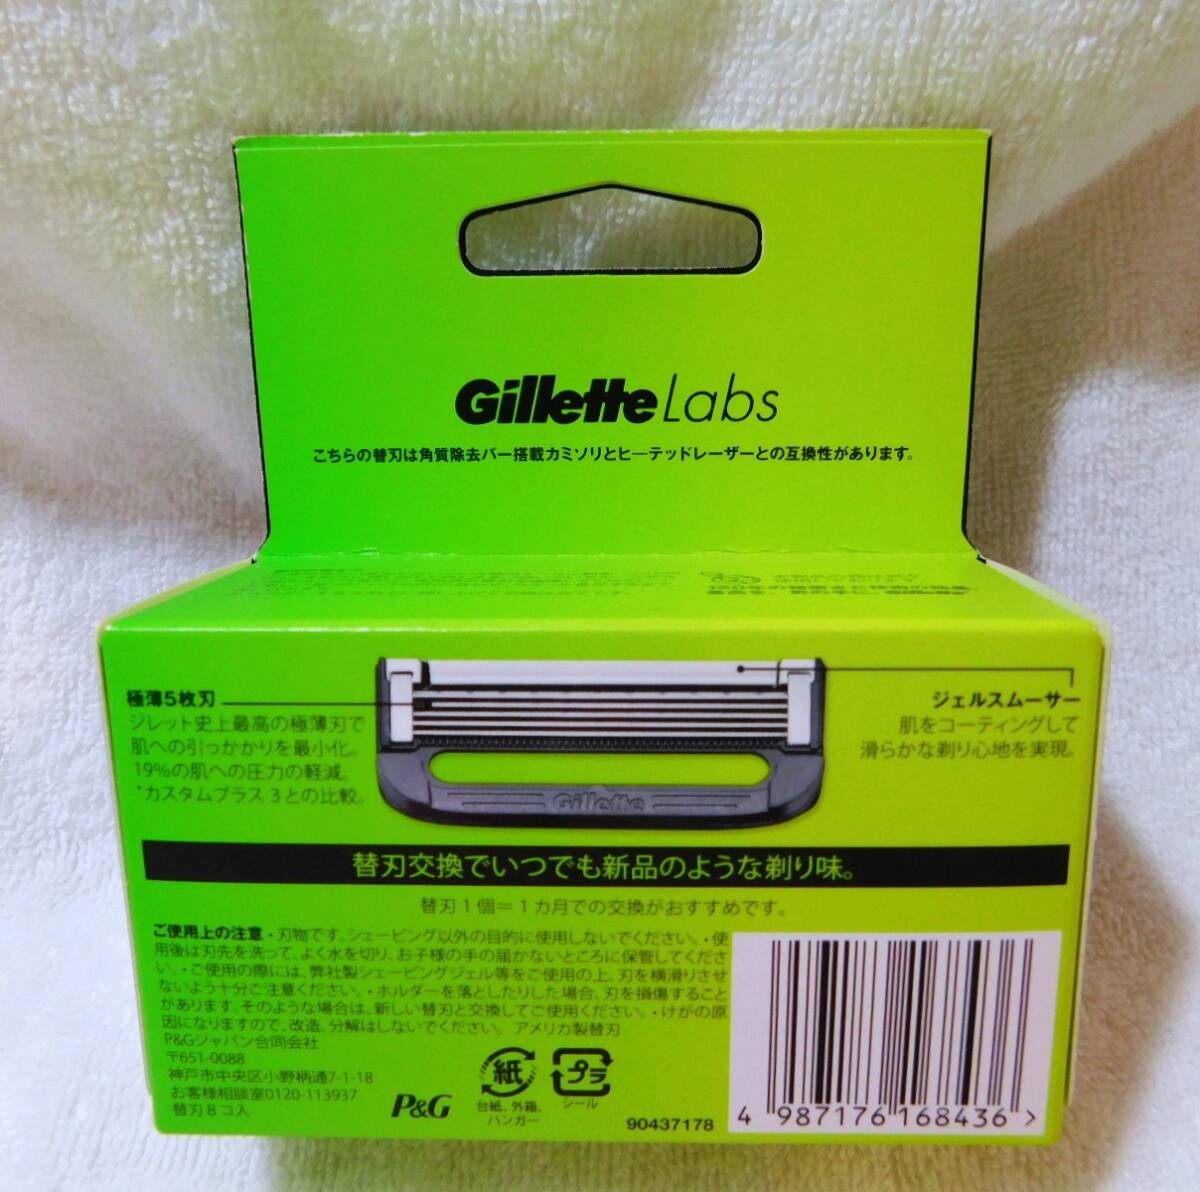 Gillette Labs
こちらの替刃は角質除去バー搭載カミソリとヒーテッドレーザーとの互換性があります。
極薄5枚刃
ジレット史上最高の極薄刃で
肌への引っかかりを最小化。
19%の肌への圧力の軽減。
*カスタムプラス3との比較。
ジェルスムーサー
肌をコーティングして
滑らかな剃り心地を実現。
Gillette
替刃交換でいつでも新品のような剃り味。
替刃1個=1カ月での交換がおすすめです。
ご使用上の注意・刃物です。シェービング以外の目的に使用しないでください。・使
用後は刃先を洗って、よく水を切り、お子様の手の届かないところに保管してくださ
い。・ご使用の際には、弊社製シェービングジェル等をご使用の上、刃を横滑りさせ
ないよう十分ご注意ください。・ホルダーを落としたりした場合、刃を損傷すること
があります。そのような場合は、新しい替刃と交換してご使用ください。・けがの原
因になりますので、改造、分解はしないでください。アメリカ製替刃
P&Gジャパン合同会社
〒651-0088
神戸市中央区小野柄通7-1-18
お客様相談室0120-113937
替刃8コ入
P&G
紙
台紙、外箱、
ハンガー
プラ
シール
90437178
4 987176 168436 >